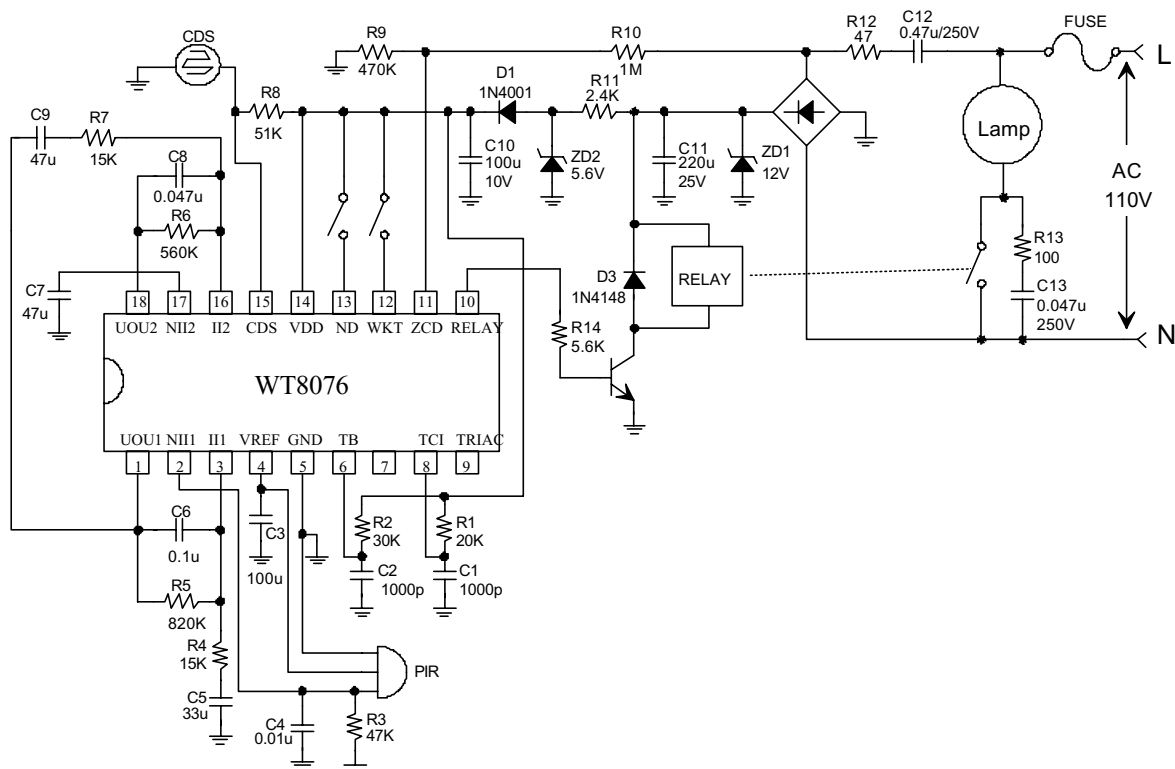 CDS
R9
470K
R10
1M
R12
47
C12
0.47u/250V
FUSE
L
D1
1N4001
R11
2.4K
R8
51K
C9
47u
R7
15K
C8
0.047u
R6
560K
C10
100u
10V
ZD2
5.6V
C11
220u
25V
ZD1
12V
Lamp
AC
110V
R13
100
C13
0.047u
250V
N
D3
1N4148
RELAY
R14
5.6K
C7
47u
18 17 16 15 14 13 12 11 10
UOU2 NII2 II2 CDS VDD ND WKT ZCD RELAY
WT8076
UOU1 NII1 II1 VREF GND TB TCI TRIAC
1 2 3 4 5 6 7 8 9
C6
0.1u
R5
820K
R4
15K
C5
33u
C3
100u
R2
30K
R1
20K
C2
1000p
C1
1000p
PIR
C4
0.01u
R3
47K